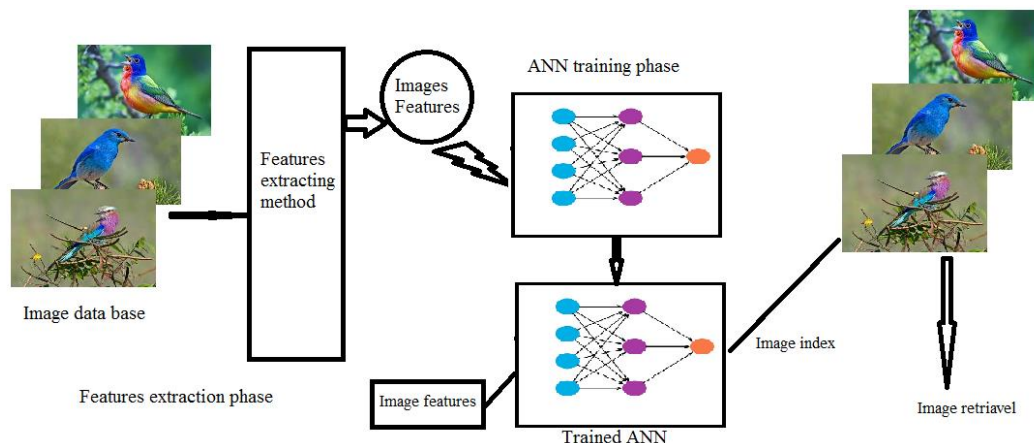 Image data base
Features extraction phase
Features
extracting
method
Images
Features
ANN training phase
Image features
Trained ANN
Image index
Image retriavel